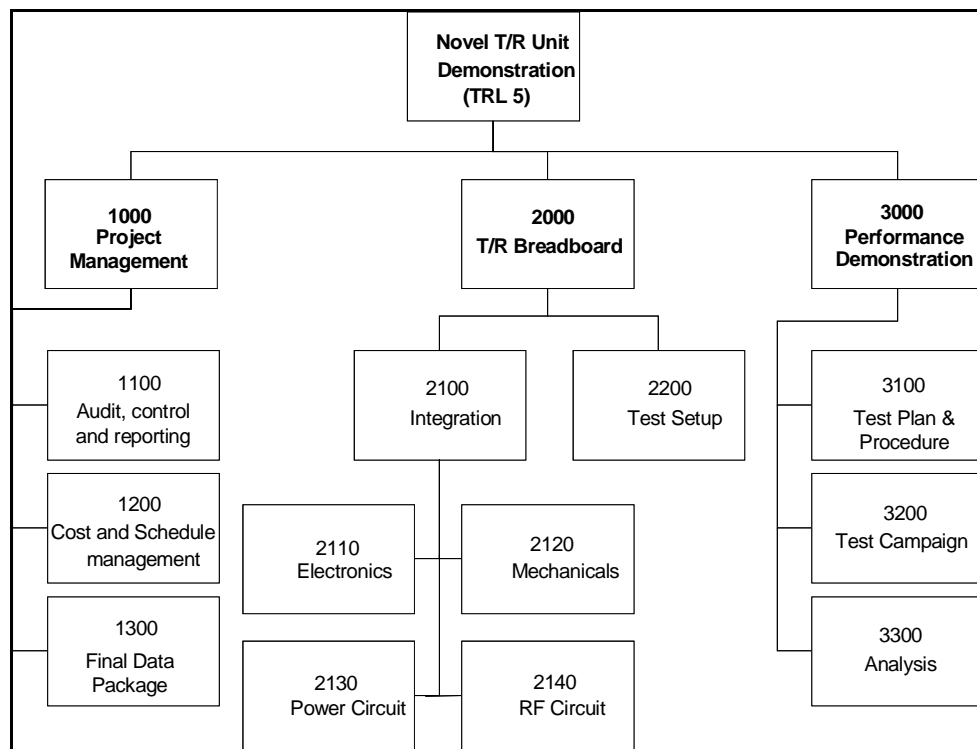 Novel T/R Unit
Demonstration
(TRL 5)
1000
Project
Management
2000
T/R Breadboard
3000
Performance
Demonstration
1100
Audit, control
and reporting
1200
Cost and Schedule
management
1300
Final Data
Package
2100
Integration
2200
Test Setup
2110
Electronics
2120
Mechanicals
2130
Power Circuit
2140
RF Circuit
3100
Test Plan &
Procedure
3200
Test Campaign
3300
Analysis